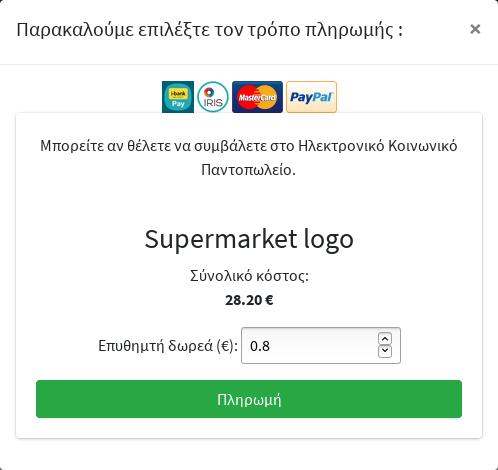 Παρακαλούμε επιλέξτε τον τρόπο πληρωμής :
×
i-bank
Pay
IRIS
MasterCard
PayPal
Μπορείτε αν θέλετε να συμβάλετε στο Ηλεκτρονικό Κοινωνικό
Παντοπωλείο.
Supermarket logo
Σύνολικό κόστος:
28.20 €
Επυθημτή δωρεά (€): 0.8
Πληρωμή